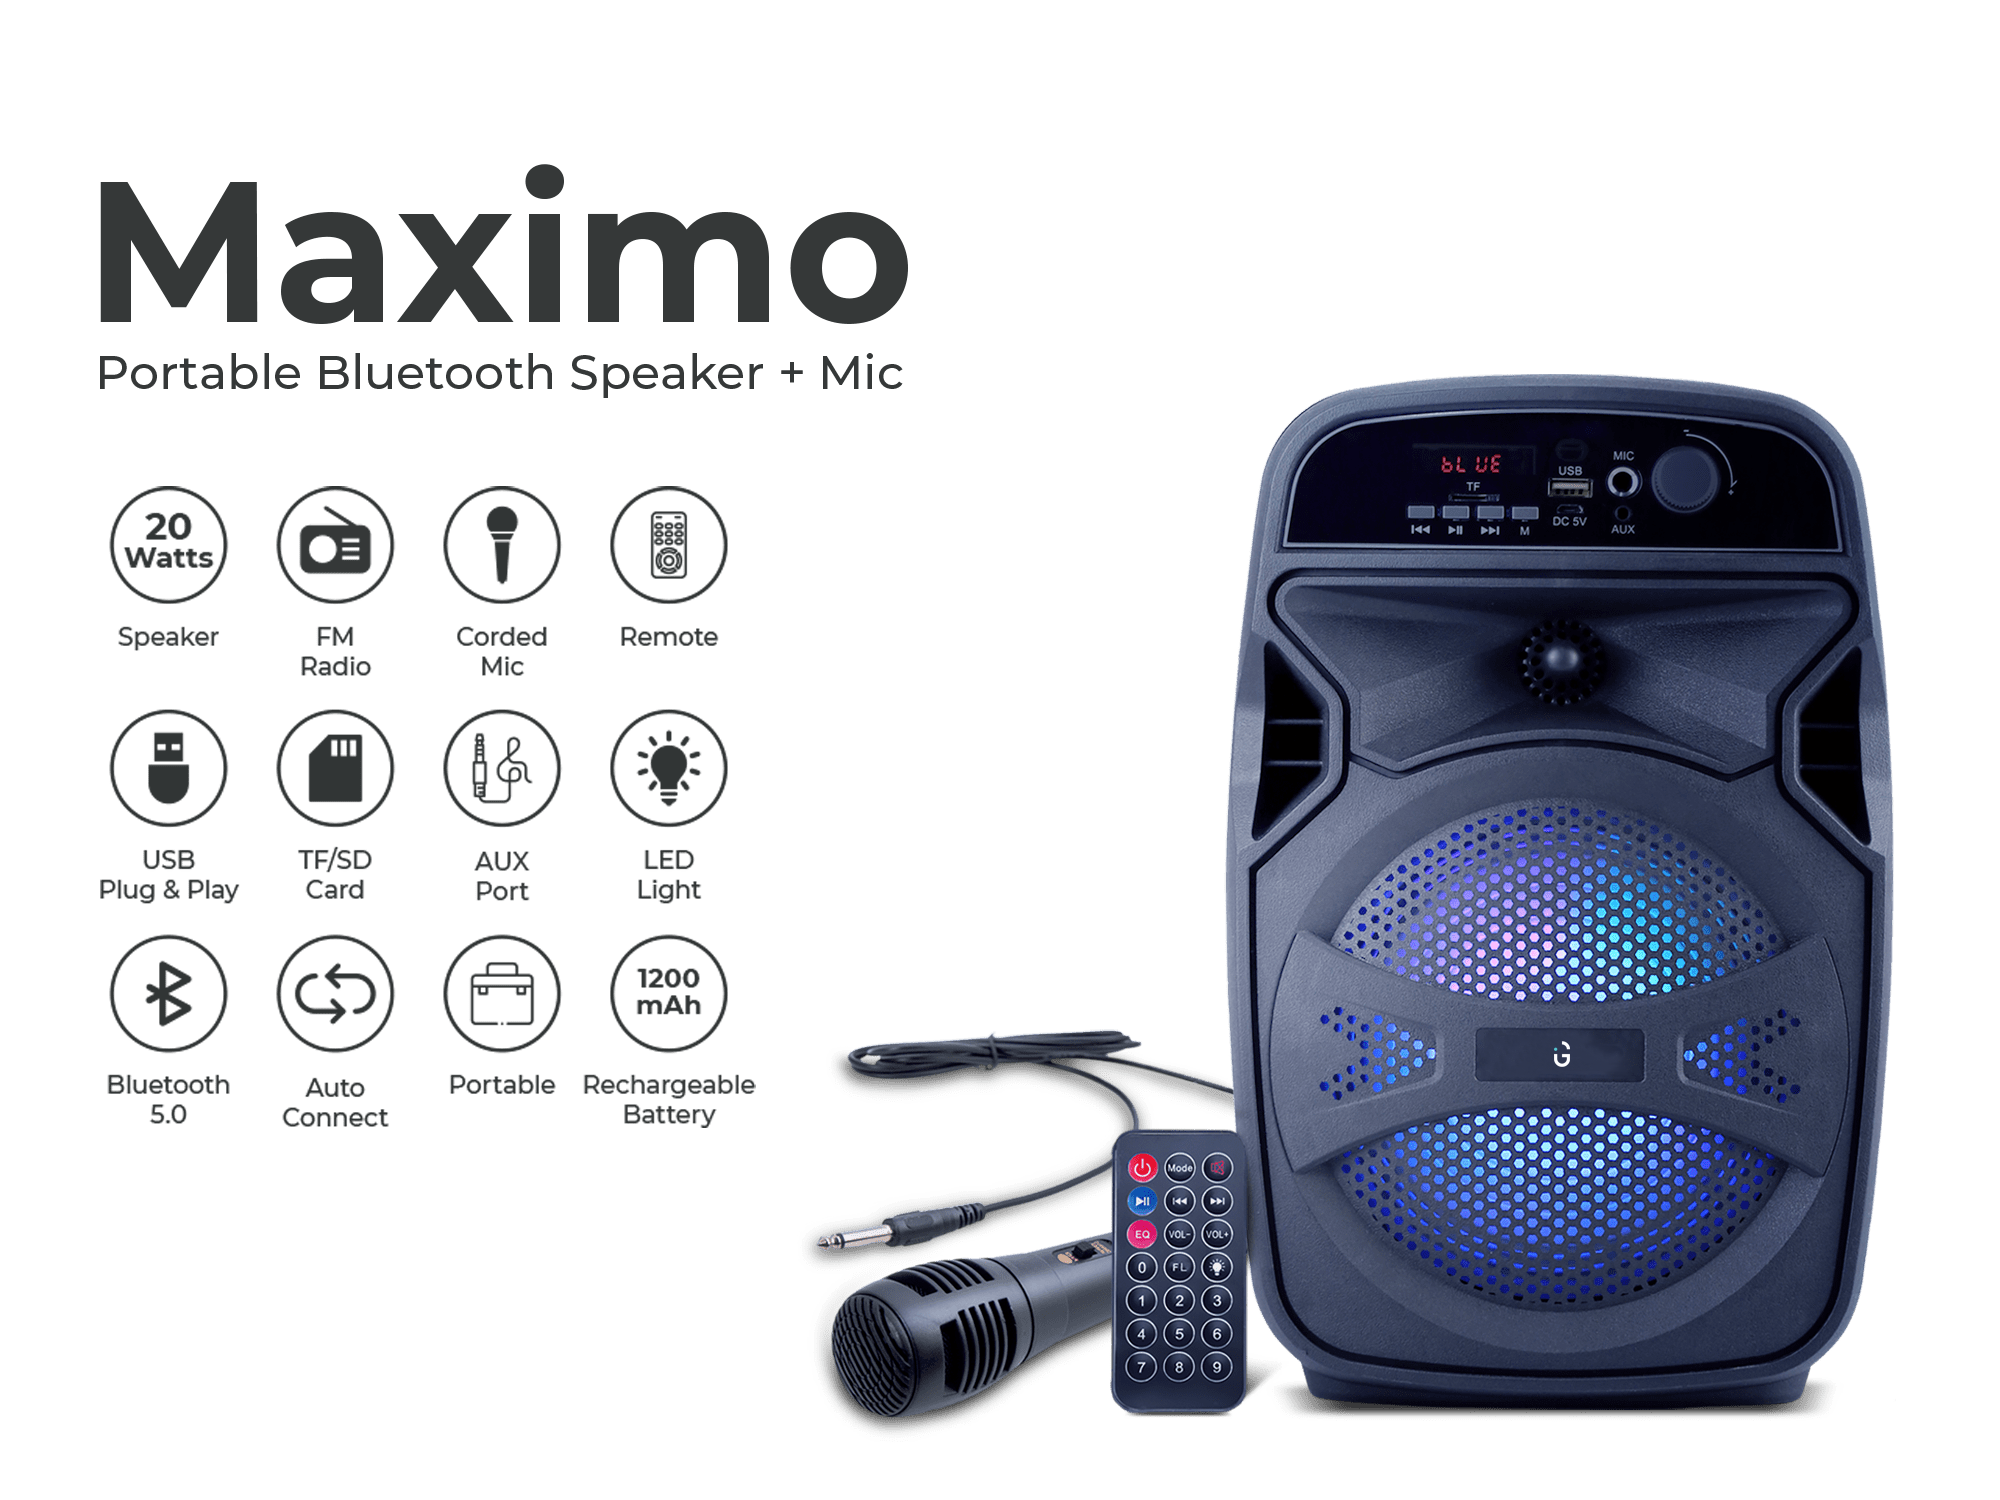 Maximo
Portable Bluetooth Speaker + Mic
20
Watts
Speaker
FM
Radio
Corded
Mic
Remote
USB
Plug & Play
TF/SD
Card
AUX
Port
LED
Light
Bluetooth
5.0
Auto
Connect
Portable
1200
mAh
Rechargeable
Battery
bLUE
TF
M
USB
DC 5V
MIC
AUX
Mode
EQ
VOL-
VOL+
0
FL
1
2
3
4
5
6
7
8
9